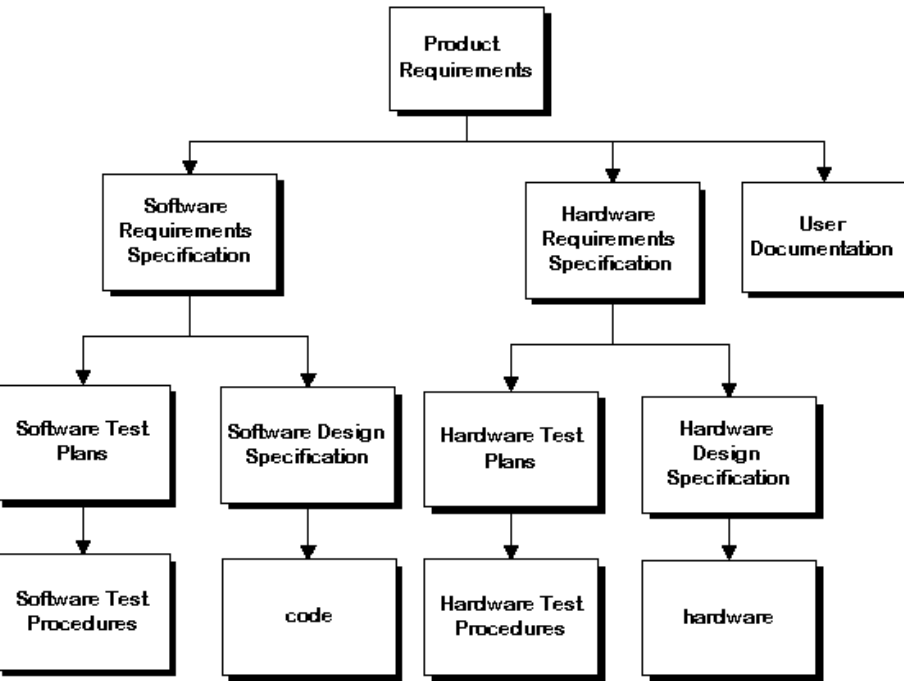 Product
Requirements
Software
Requirements
Specification
Hardware
Requirements
Specification
User
Documentation
Software Test
Plans
Software Design
Specification
Hardware Test
Plans
Hardware
Design
Specification
Software Test
Procedures
code
Hardware Test
Procedures
hardware